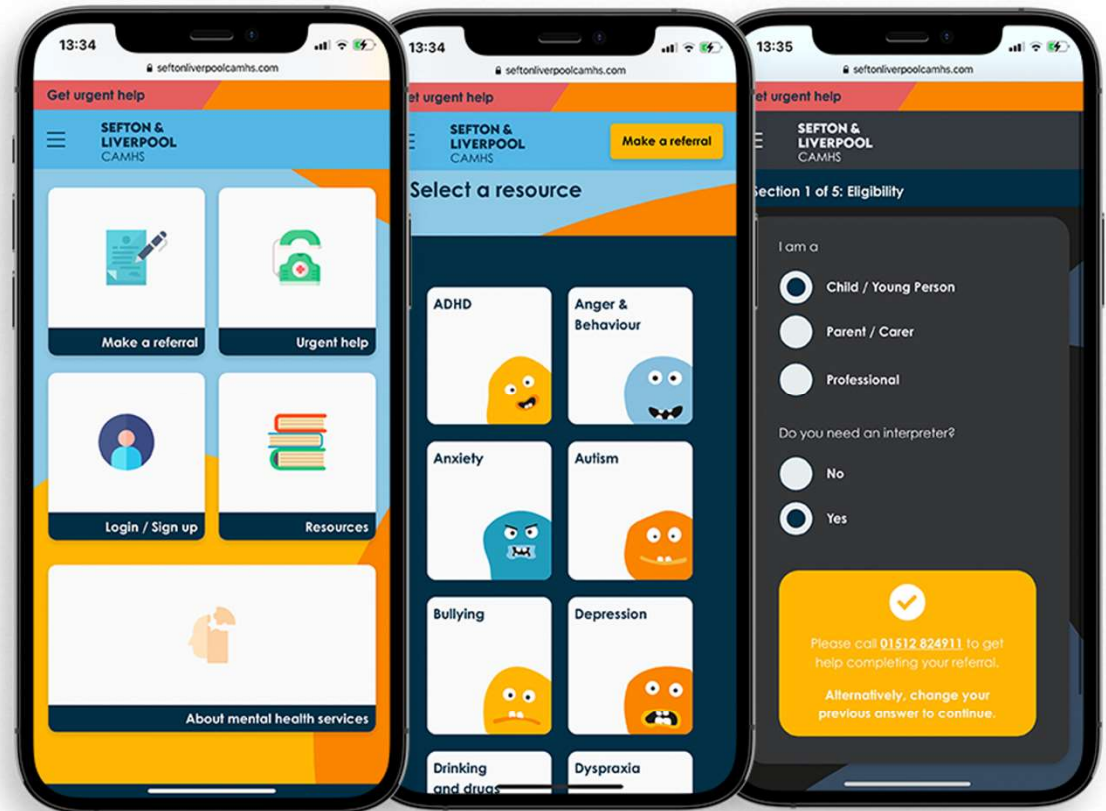 13:34
seftonliverpoolcamhs.com
Get urgent help
SEFTON &
LIVERPOOL
CAMHS
Make a referral
Urgent help
Login / Sign up
Resources
About mental health services
13:34
seftonliverpoolcamhs.com
et urgent help
SEFTON &
LIVERPOOL
CAMHS
Make a referral
Select a resource
ADHD
Anger &
Behaviour
Anxiety
Autism
Bullying
Depression
Drinking
and drugs
Dyspraxia
13:35
seftonliverpoolcamhs.com
et urgent help
SEFTON &
LIVERPOOL
CAMHS
Section 1 of 5: Eligibility
I am a
Child / Young Person
Parent / Carer
Professional
Do you need an interpreter?
No
Yes
Please call 01512 824911 to get
help completing your referral.
Alternatively, change your
previous answer to continue.